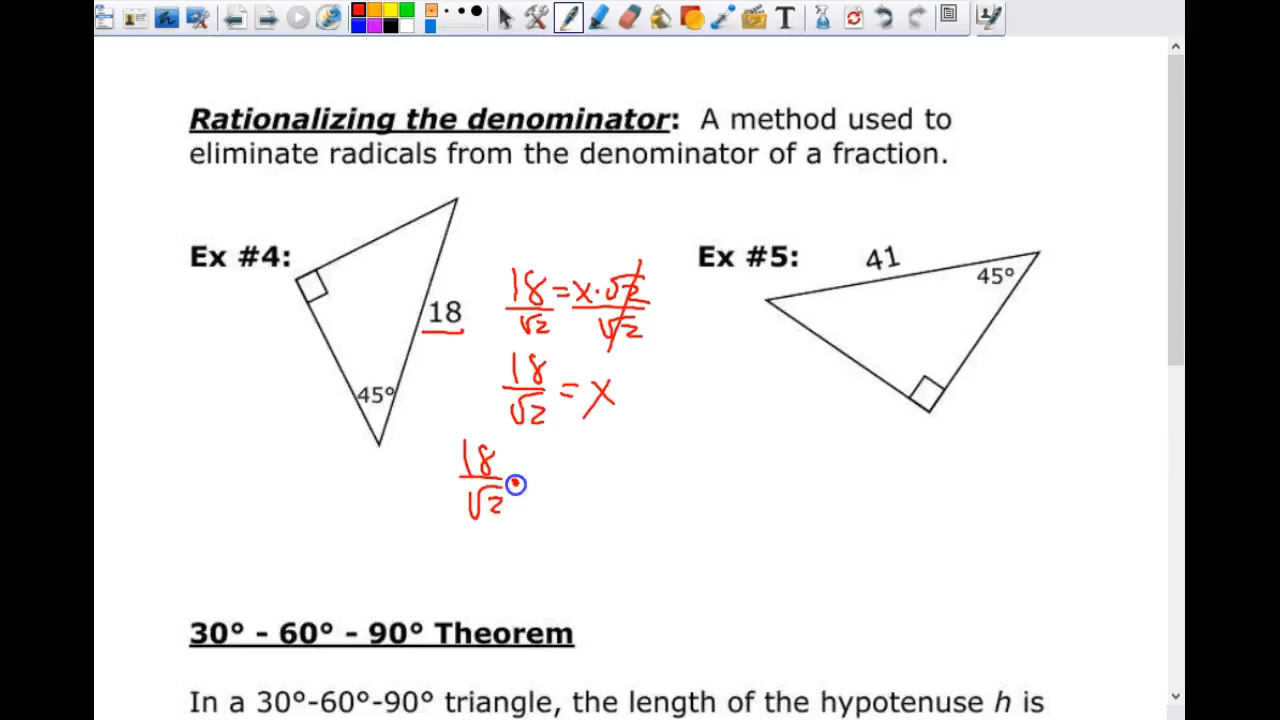 Rationalizing the denominator: A method used to
eliminate radicals from the denominator of a fraction.
Ex #4:
18
45°
18/√2 = x·√2/√2
18/√2 = x
18/√2 ·
Ex #5:
41
45°
30° - 60° - 90° Theorem
In a 30°-60°-90° triangle, the length of the hypotenuse h is